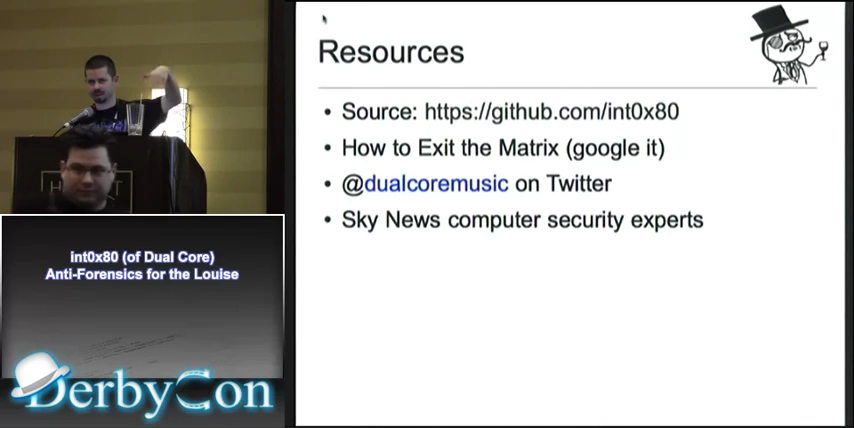 Resources
• Source: https://github.com/int0x80
• How to Exit the Matrix (google it)
• @dualcoremusic on Twitter
• Sky News computer security experts
int0x80 (of Dual Core)
Anti-Forensics for the Louise
DerbyCon